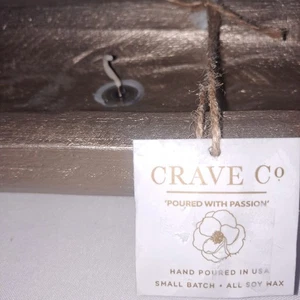 CRAVE Cº
"POURED WITH PASSION"
HAND POURED IN USA
SMALL BATCH • ALL SOY WAX